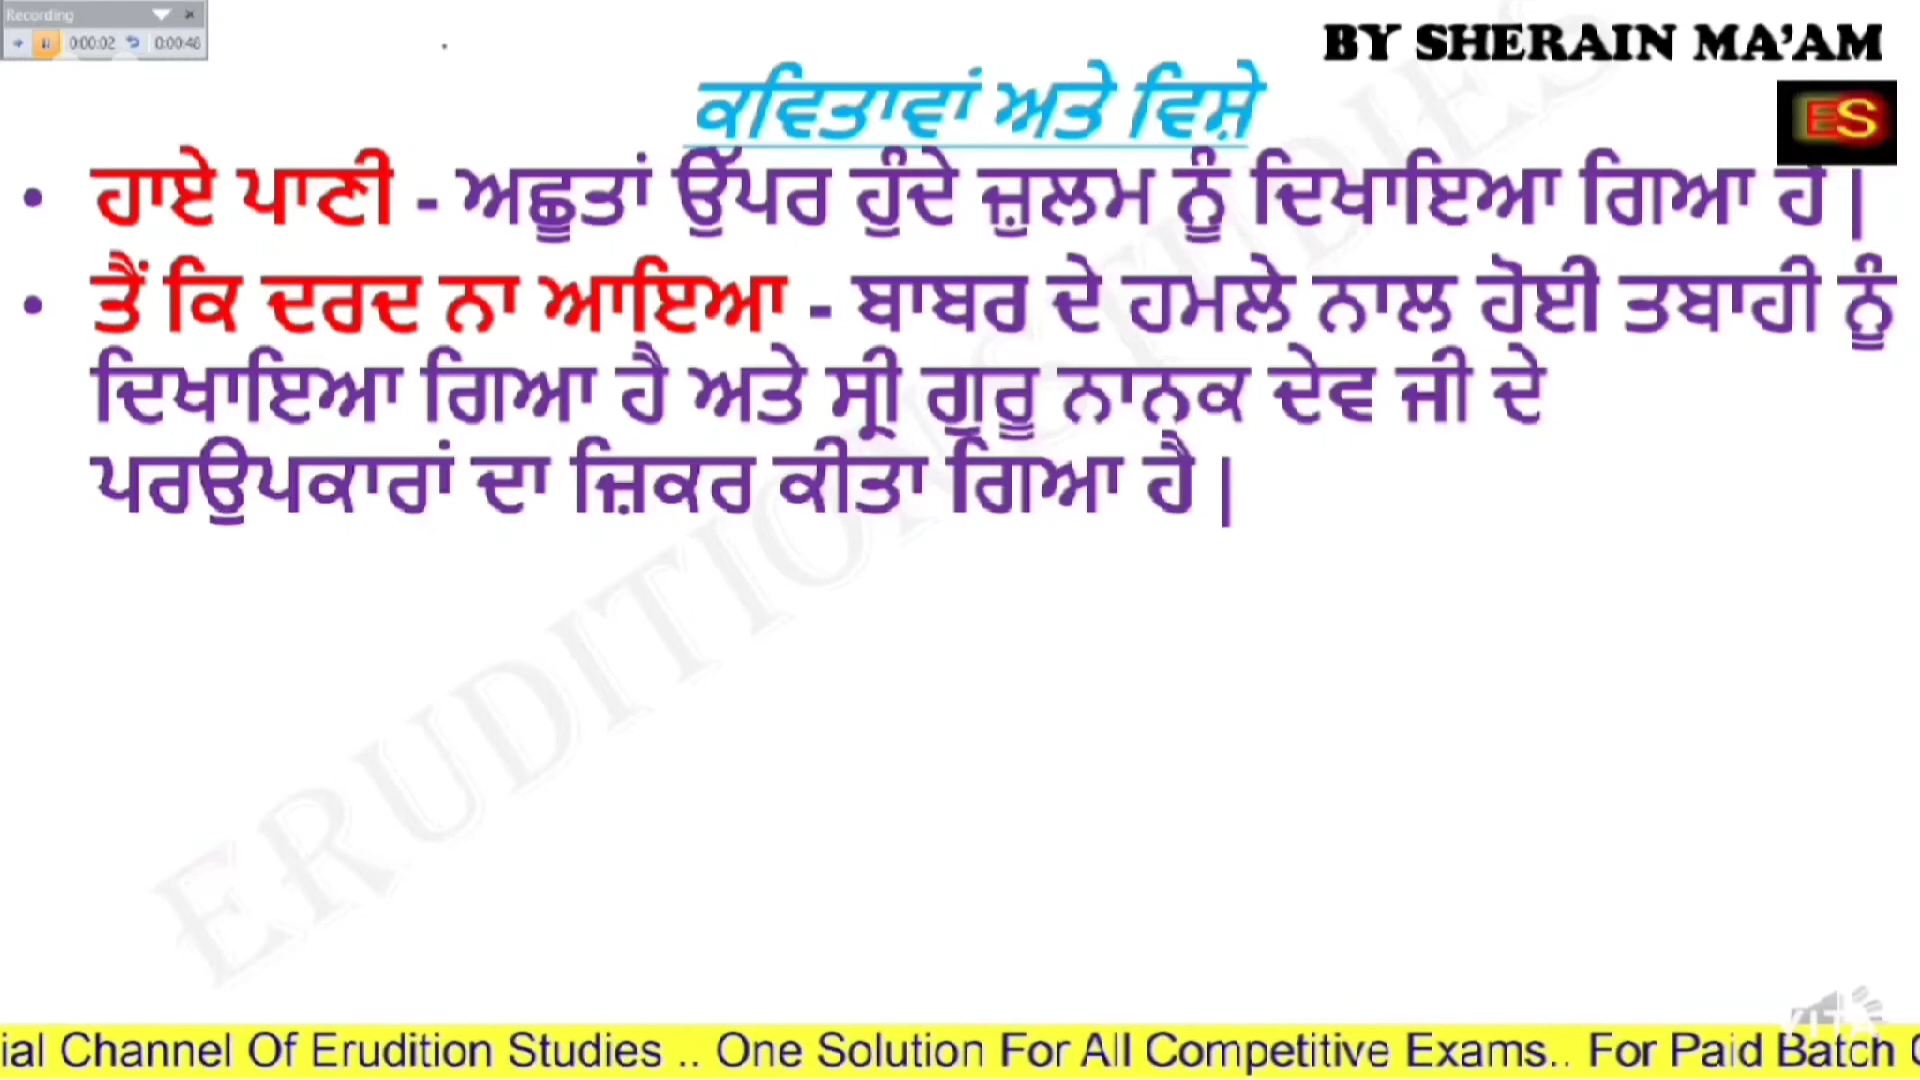 Recording
0:00:02 0:00:46
BY SHERAIN MA'AM
ES
ਕਵਿਤਾਵਾਂ ਅਤੇ ਵਿਸ਼ੇ
• ਹਾਏ ਪਾਣੀ - ਅਛੂਤਾਂ ਉੱਪਰ ਹੁੰਦੇ ਜ਼ੁਲਮ ਨੂੰ ਦਿਖਾਇਆ ਗਿਆ ਹੈ |
• ਤੈਂ ਕਿ ਦਰਦ ਨਾ ਆਇਆ - ਬਾਬਰ ਦੇ ਹਮਲੇ ਨਾਲ ਹੋਈ ਤਬਾਹੀ ਨੂੰ
ਦਿਖਾਇਆ ਗਿਆ ਹੈ ਅਤੇ ਸ੍ਰੀ ਗੁਰੂ ਨਾਨਕ ਦੇਵ ਜੀ ਦੇ
ਪਰਉਪਕਾਰਾਂ ਦਾ ਜ਼ਿਕਰ ਕੀਤਾ ਗਿਆ ਹੈ |
ERUDITION STUDIES
VITA
ial Channel Of Erudition Studies .. One Solution For All Competitive Exams.. For Paid Batch